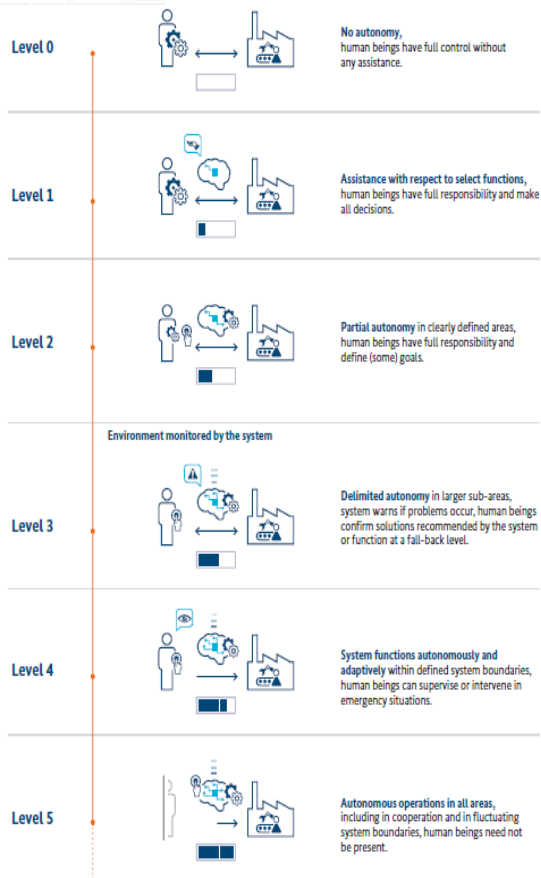 Level 0
No autonomy,
human beings have full control without
any assistance.
Level 1
Assistance with respect to select functions,
human beings have full responsibility and make
all decisions.
Level 2
Partial autonomy in clearly defined areas,
human beings have full responsibility and
define (some) goals.
Environment monitored by the system
Level 3
Delimited autonomy in larger sub-areas,
system warns if problems occur, human beings
confirm solutions recommended by the system
or function at a fall-back level.
Level 4
System functions autonomously and
adaptively within defined system boundaries,
human beings can supervise or intervene in
emergency situations.
Level 5
Autonomous operations in all areas,
including in cooperation and in fluctuating
system boundaries, human beings need not
be present.